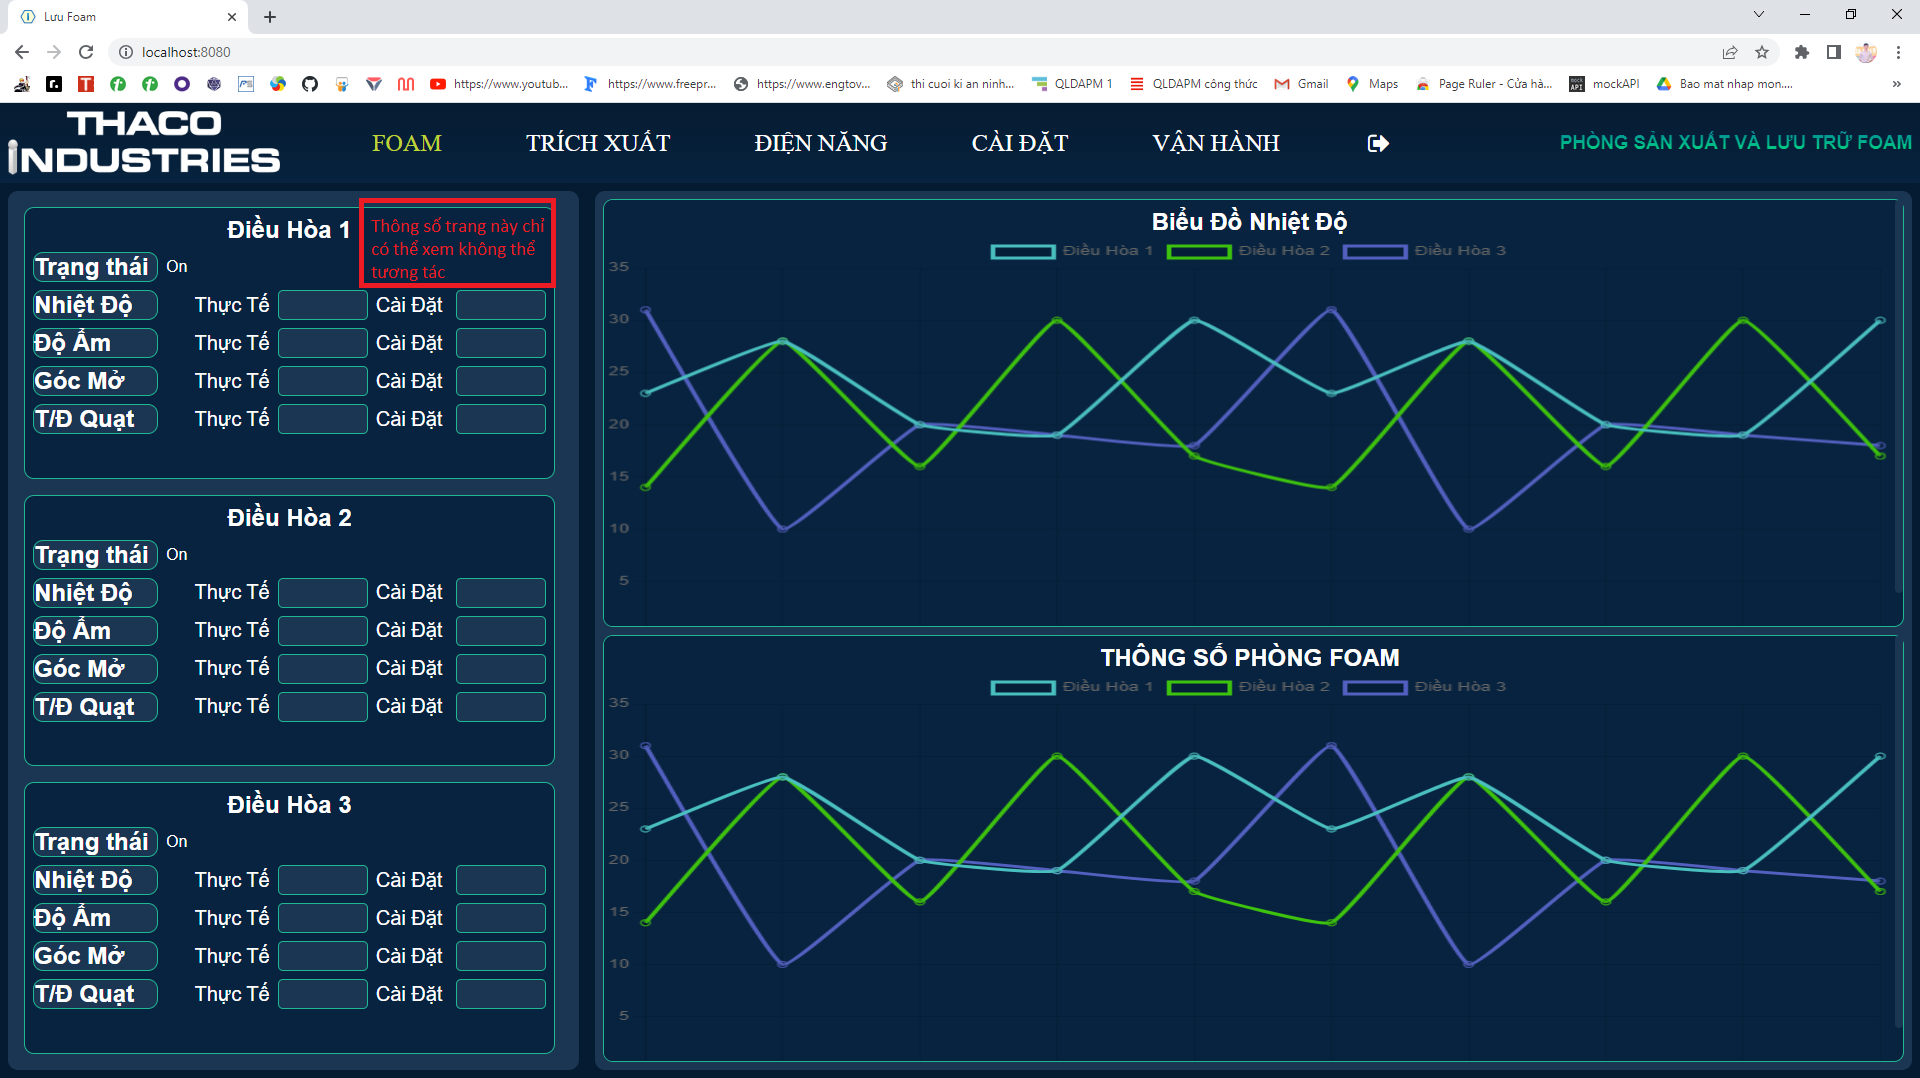 Lưu Foam
localhost:8080
https://www.youtub...
https://www.freepr...
https://www.engtov...
thi cuoi ki an ninh...
QLDAPM 1
QLDAPM công thức
Gmail
Maps
Page Ruler - Cửa hà...
mockAPI
Bao mat nhap mon....
THACO
INDUSTRIES
FOAM
TRÍCH XUẤT
ĐIỆN NĂNG
CÀI ĐẶT
VẬN HÀNH
PHÒNG SẢN XUẤT VÀ LƯU TRỮ FOAM
Điều Hòa 1
Thông số trang này chỉ
có thể xem không thể
tương tác
Trạng thái On
Nhiệt Độ Thực Tế Cài Đặt
Độ Ẩm Thực Tế Cài Đặt
Góc Mở Thực Tế Cài Đặt
T/Đ Quạt Thực Tế Cài Đặt
Điều Hòa 2
Trạng thái On
Nhiệt Độ Thực Tế Cài Đặt
Độ Ẩm Thực Tế Cài Đặt
Góc Mở Thực Tế Cài Đặt
T/Đ Quạt Thực Tế Cài Đặt
Điều Hòa 3
Trạng thái On
Nhiệt Độ Thực Tế Cài Đặt
Độ Ẩm Thực Tế Cài Đặt
Góc Mở Thực Tế Cài Đặt
T/Đ Quạt Thực Tế Cài Đặt
Biểu Đồ Nhiệt Độ
Điều Hòa 1 Điều Hòa 2 Điều Hòa 3
35
30
25
20
15
10
5
THÔNG SỐ PHÒNG FOAM
Điều Hòa 1 Điều Hòa 2 Điều Hòa 3
35
30
25
20
15
10
5